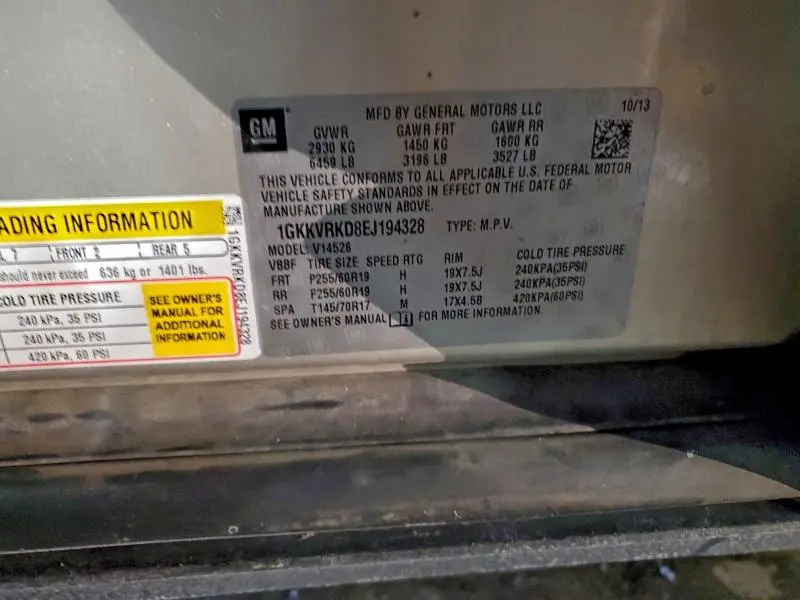 GM
MFD BY GENERAL MOTORS LLC 10/13
GVWR GAWR FRT GAWR RR
2930 KG 1450 KG 1600 KG
6459 LB 3196 LB 3527 LB
THIS VEHICLE CONFORMS TO ALL APPLICABLE U.S. FEDERAL MOTOR
VEHICLE SAFETY STANDARDS IN EFFECT ON THE DATE OF
MANUFACTURE SHOWN ABOVE.
1GKKVRKD8EJ194328 TYPE: M.P.V.
MODEL: V14526
VBBF TIRE SIZE SPEED RTG RIM COLD TIRE PRESSURE
FRT P255/60R19 H 19X7.5J 240KPA(35PSI)
RR P255/60R19 H 19X7.5J 240KPA(35PSI)
SPA T145/70R17 M 17X4.5B 420KPA(60PSI)
SEE OWNER'S MANUAL FOR MORE INFORMATION.
ADING INFORMATION
L 7 FRONT 2 REAR 5
should never exceed 636 kg or 1401 lbs.
COLD TIRE PRESSURE
240 kPa, 35 PSI
240 kPa, 35 PSI
420 kPa, 60 PSI
SEE OWNER'S
MANUAL FOR
ADDITIONAL
INFORMATION
1GKKVRKD8EJ194328